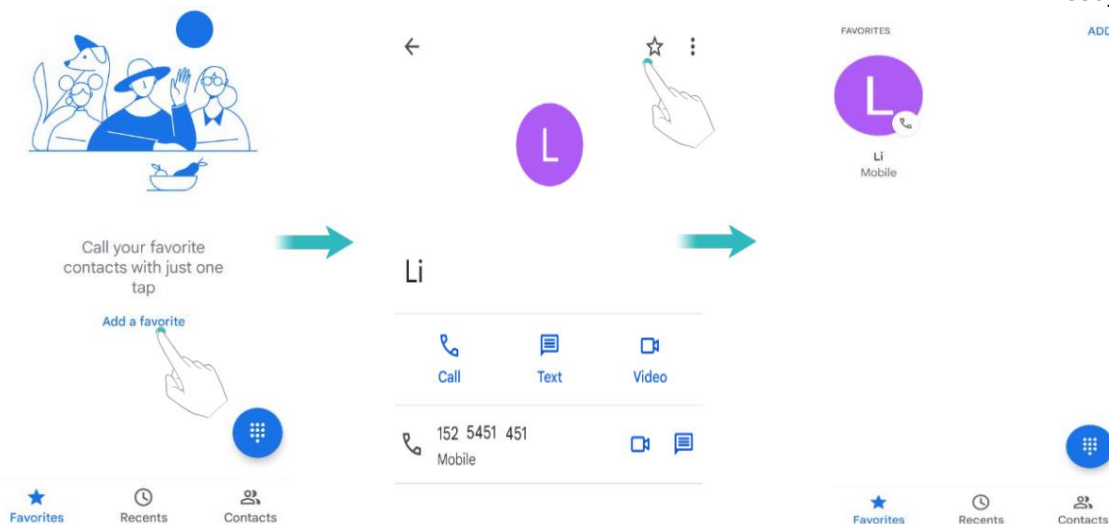 Call your favorite
contacts with just one
tap
Add a favorite
Favorites
Recents
Contacts
L
Li
Call
Text
Video
152 5451 451
Mobile
FAVORITES
ADD
L
Li
Mobile
Favorites
Recents
Contacts